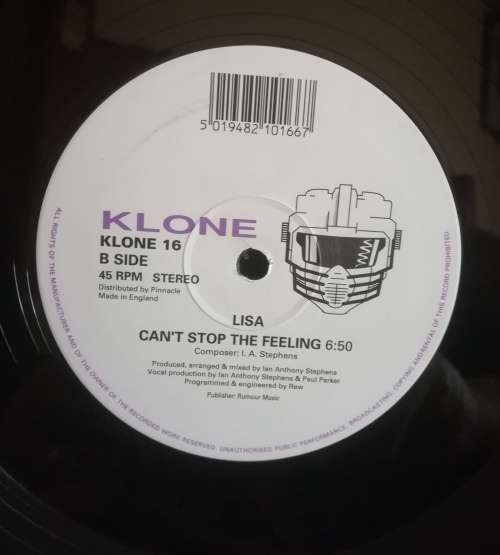 5 019482 101667
KLONE
KLONE 16
B SIDE
45 RPM STEREO
Distributed by Pinnacle
Made in England
LISA
CAN'T STOP THE FEELING 6:50
Composer: I. A. Stephens
Produced, arranged & mixed by Ian Anthony Stephens
Vocal production by Ian Anthony Stephens & Paul Parker
Programmed & engineered by Rew
Publisher: Rumour Music
ALL RIGHTS OF THE MANUFACTURER AND OF THE OWNER OF THE RECORDED WORK RESERVED. UNAUTHORISED PUBLIC PERFORMANCE, BROADCASTING, COPYING AND RENTAL OF THIS RECORD PROHIBITED